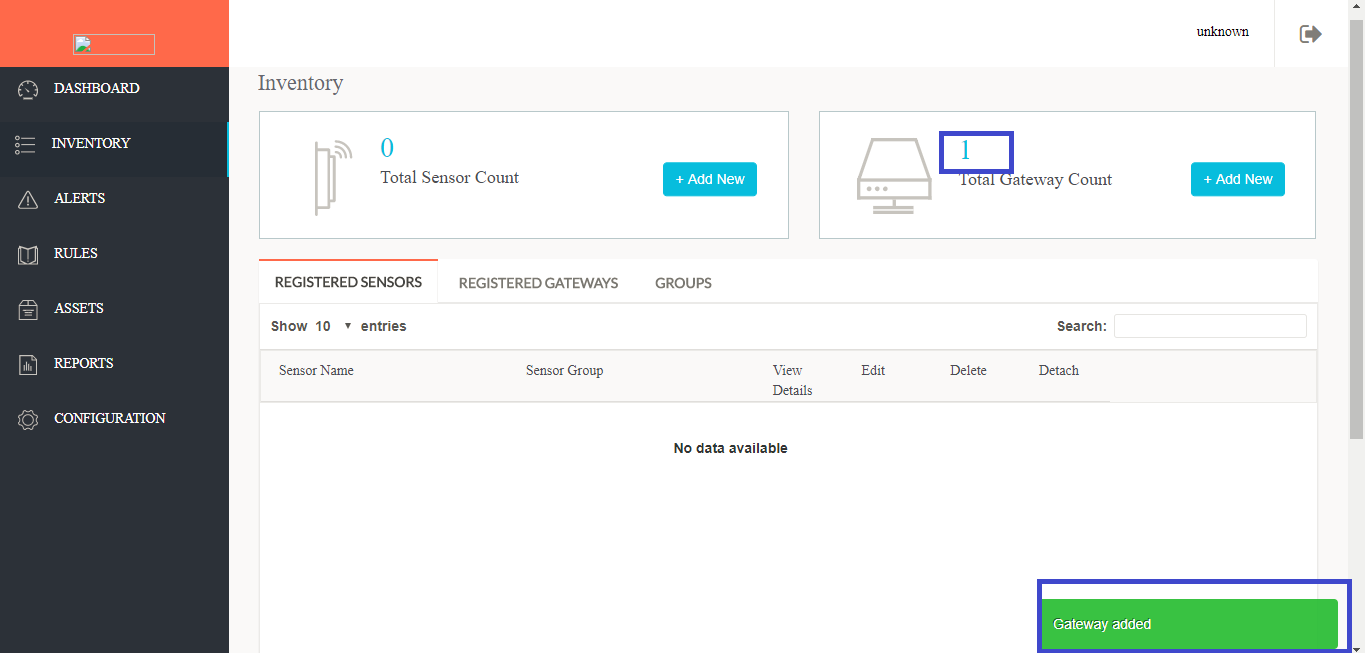 unknown
DASHBOARD
INVENTORY
ALERTS
RULES
ASSETS
REPORTS
CONFIGURATION
Inventory
0
Total Sensor Count
+ Add New
1
Total Gateway Count
+ Add New
REGISTERED SENSORS REGISTERED GATEWAYS GROUPS
Show 10 ▼ entries Search:
Sensor Name Sensor Group View Details Edit Delete Detach
No data available
Gateway added